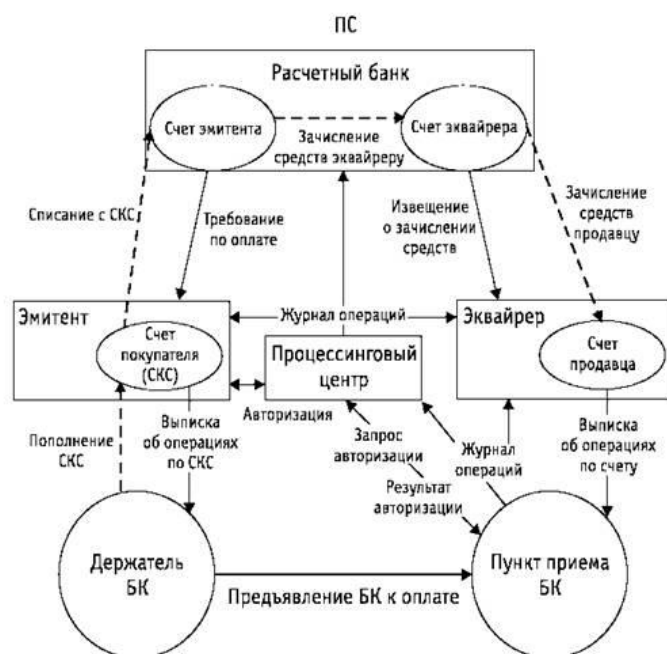 ПС
Расчетный банк
Счет эмитента
Счет эквайрера
Зачисление
средств эквайреру
Списание с СКС
Требование
по оплате
Извещение
о зачислении
средств
Зачисление
средств
продавцу
Эмитент
Журнал операций
Эквайрер
Счет
покупателя
(СКС)
Процессинговый
центр
Счет
продавца
Авторизация
Пополнение
СКС
Выписка
об операциях
по СКС
Запрос
авторизации
Журнал
операций
Выписка
об операциях
по счету
Результат
авторизации
Держатель
БК
Предъявление БК к оплате
Пункт приема
БК